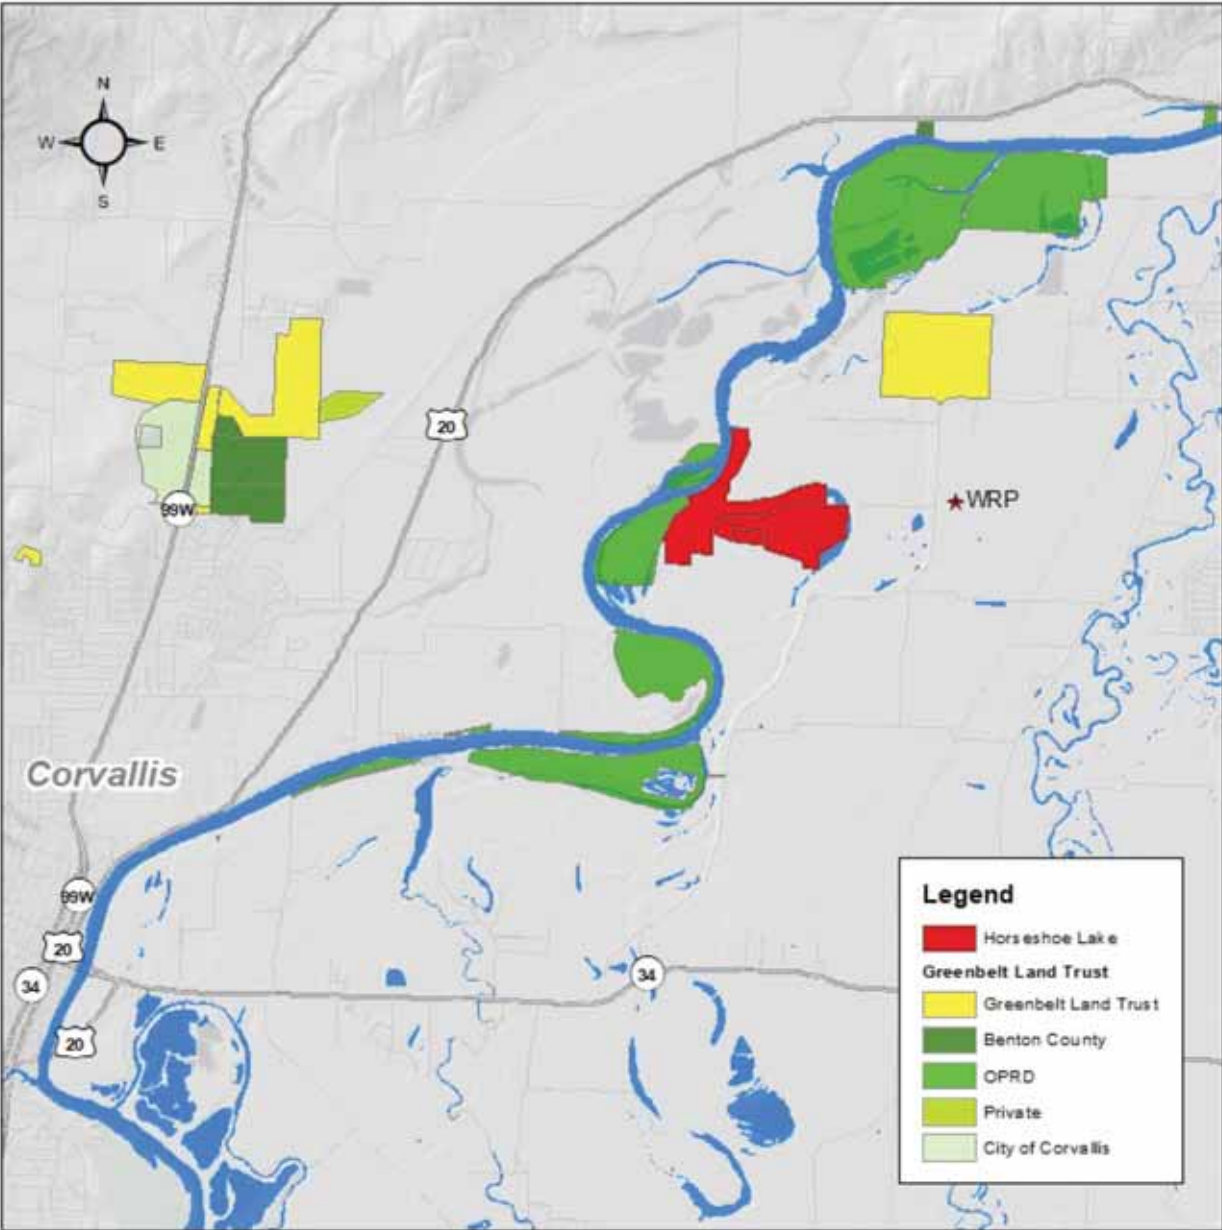 N
W E
S
20
99W
WRP
Corvallis
99W
20
34
34
20
Legend
Horseshoe Lake
Greenbelt Land Trust
Greenbelt Land Trust
Benton County
OPRD
Private
City of Corvallis